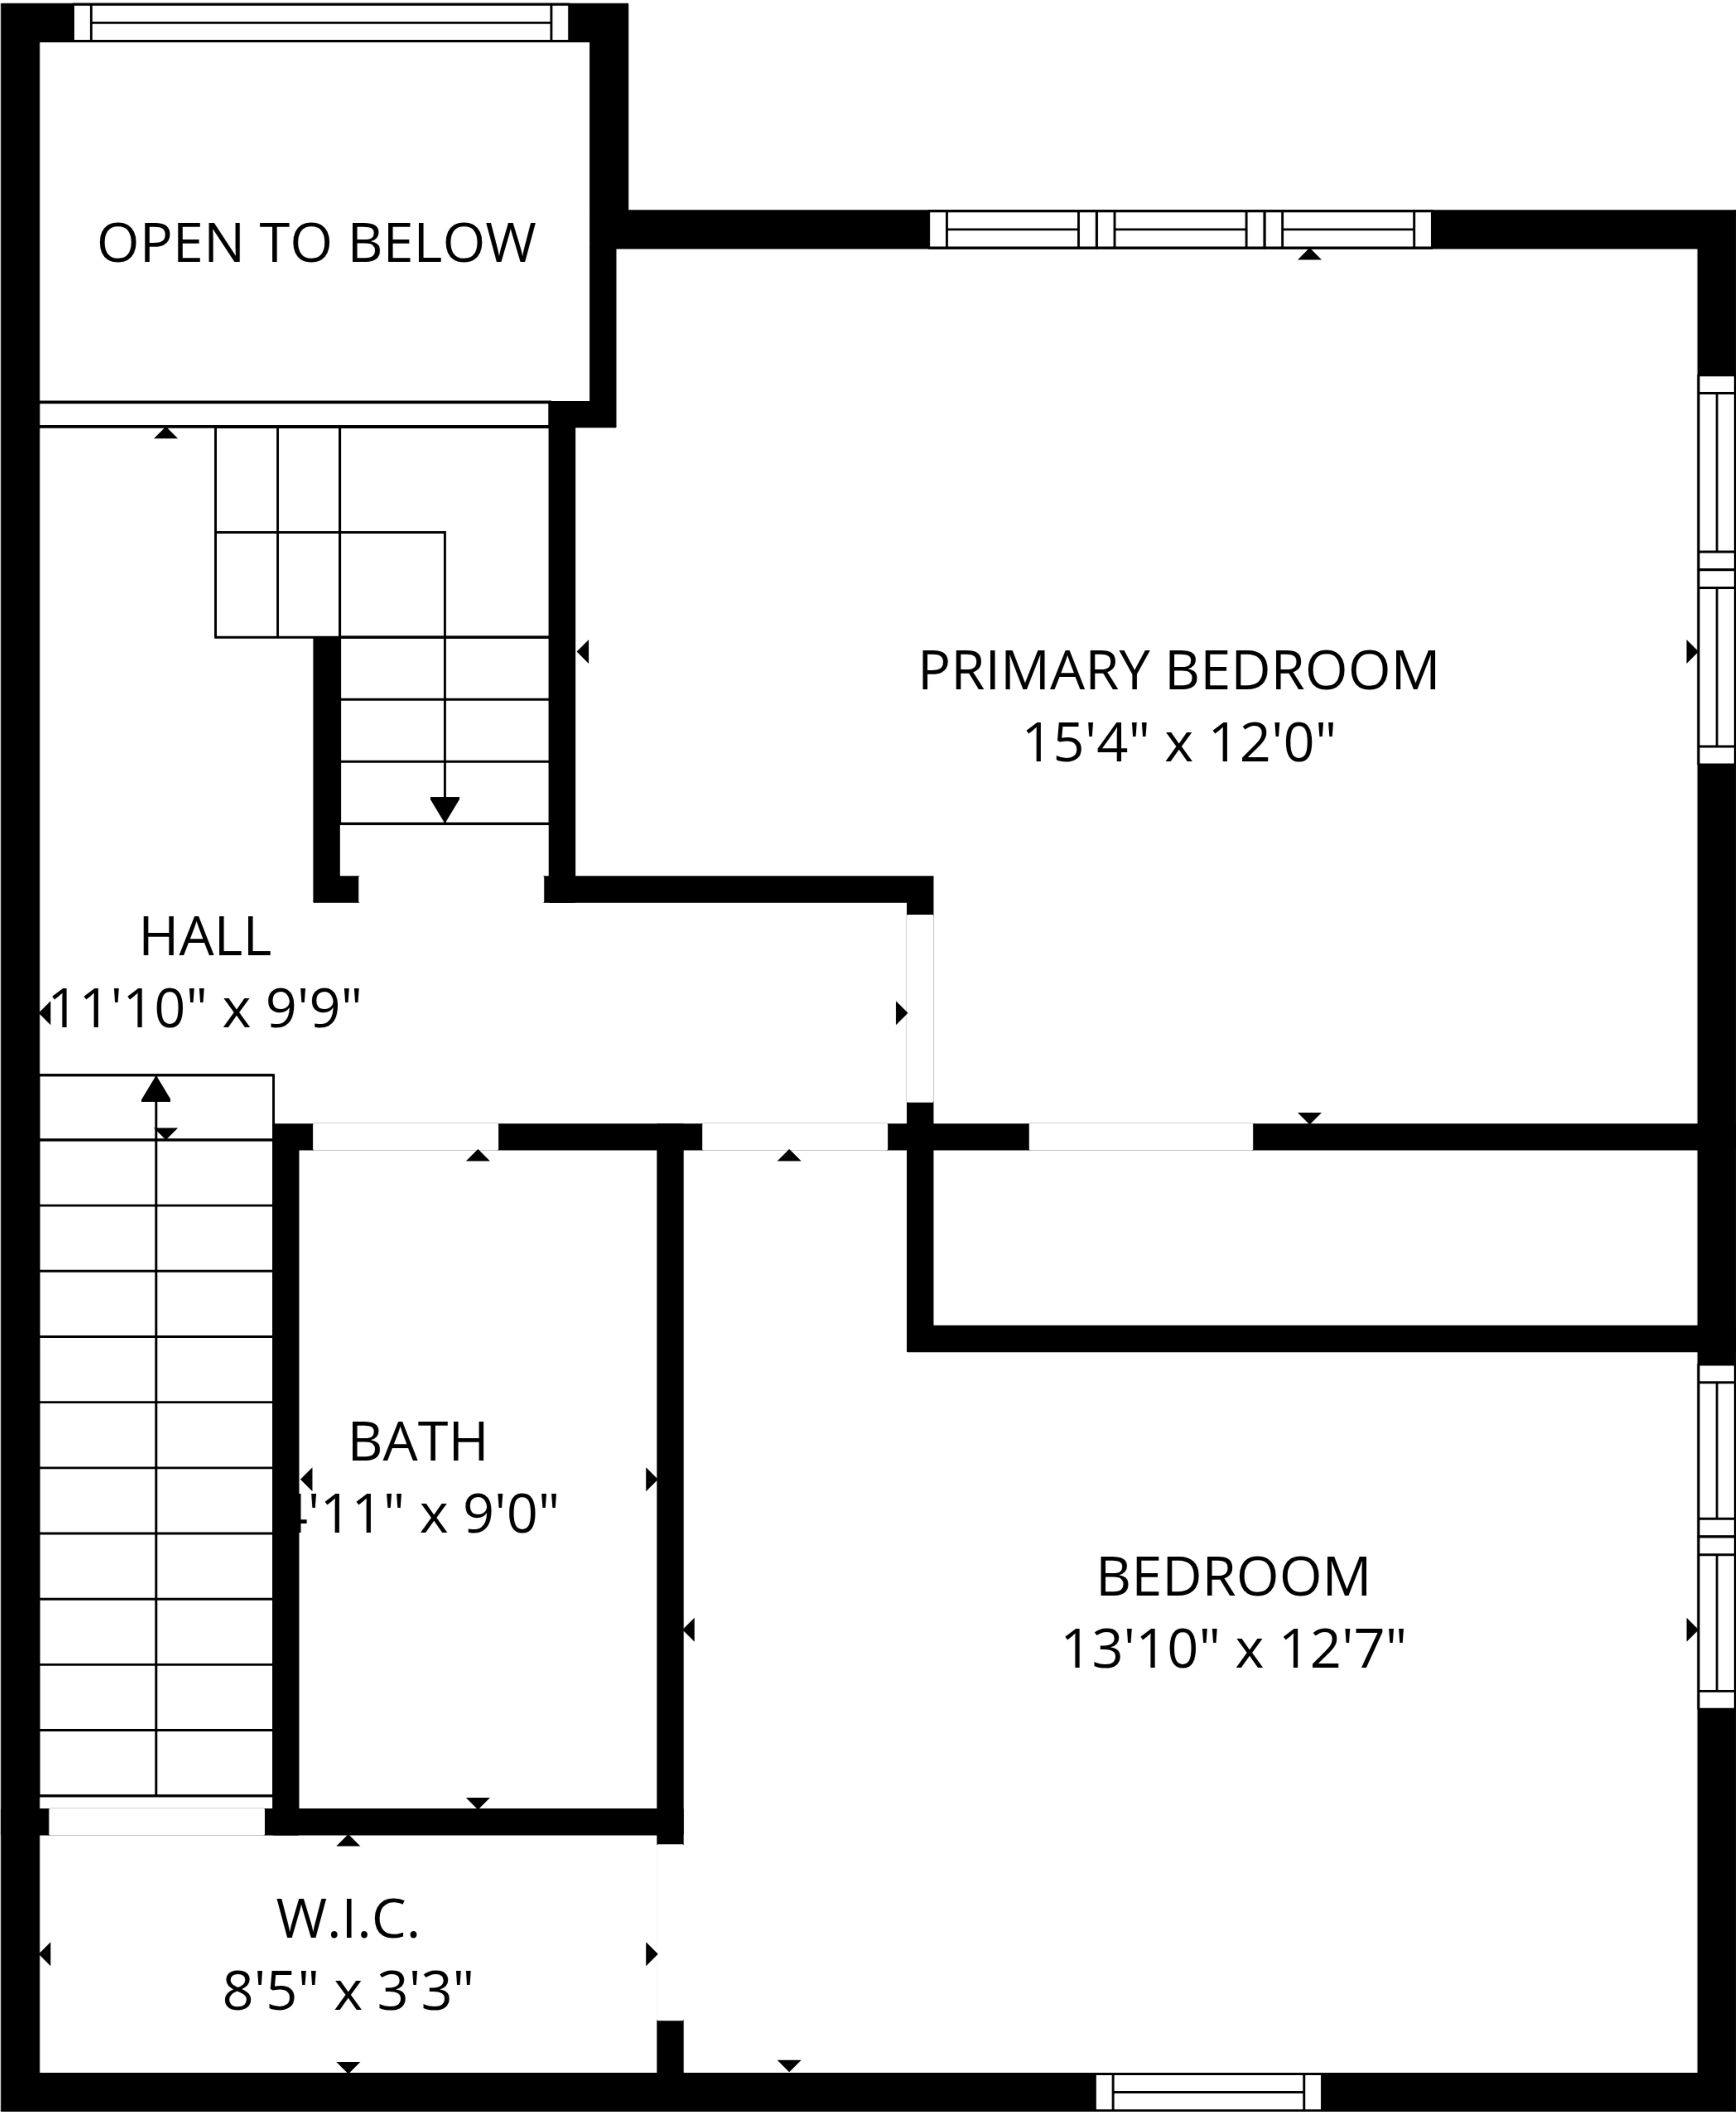 OPEN TO BELOW
PRIMARY BEDROOM
15'4" x 12'0"
HALL
11'10" x 9'9"
BATH
4'11" x 9'0"
BEDROOM
13'10" x 12'7"
W.I.C.
8'5" x 3'3"